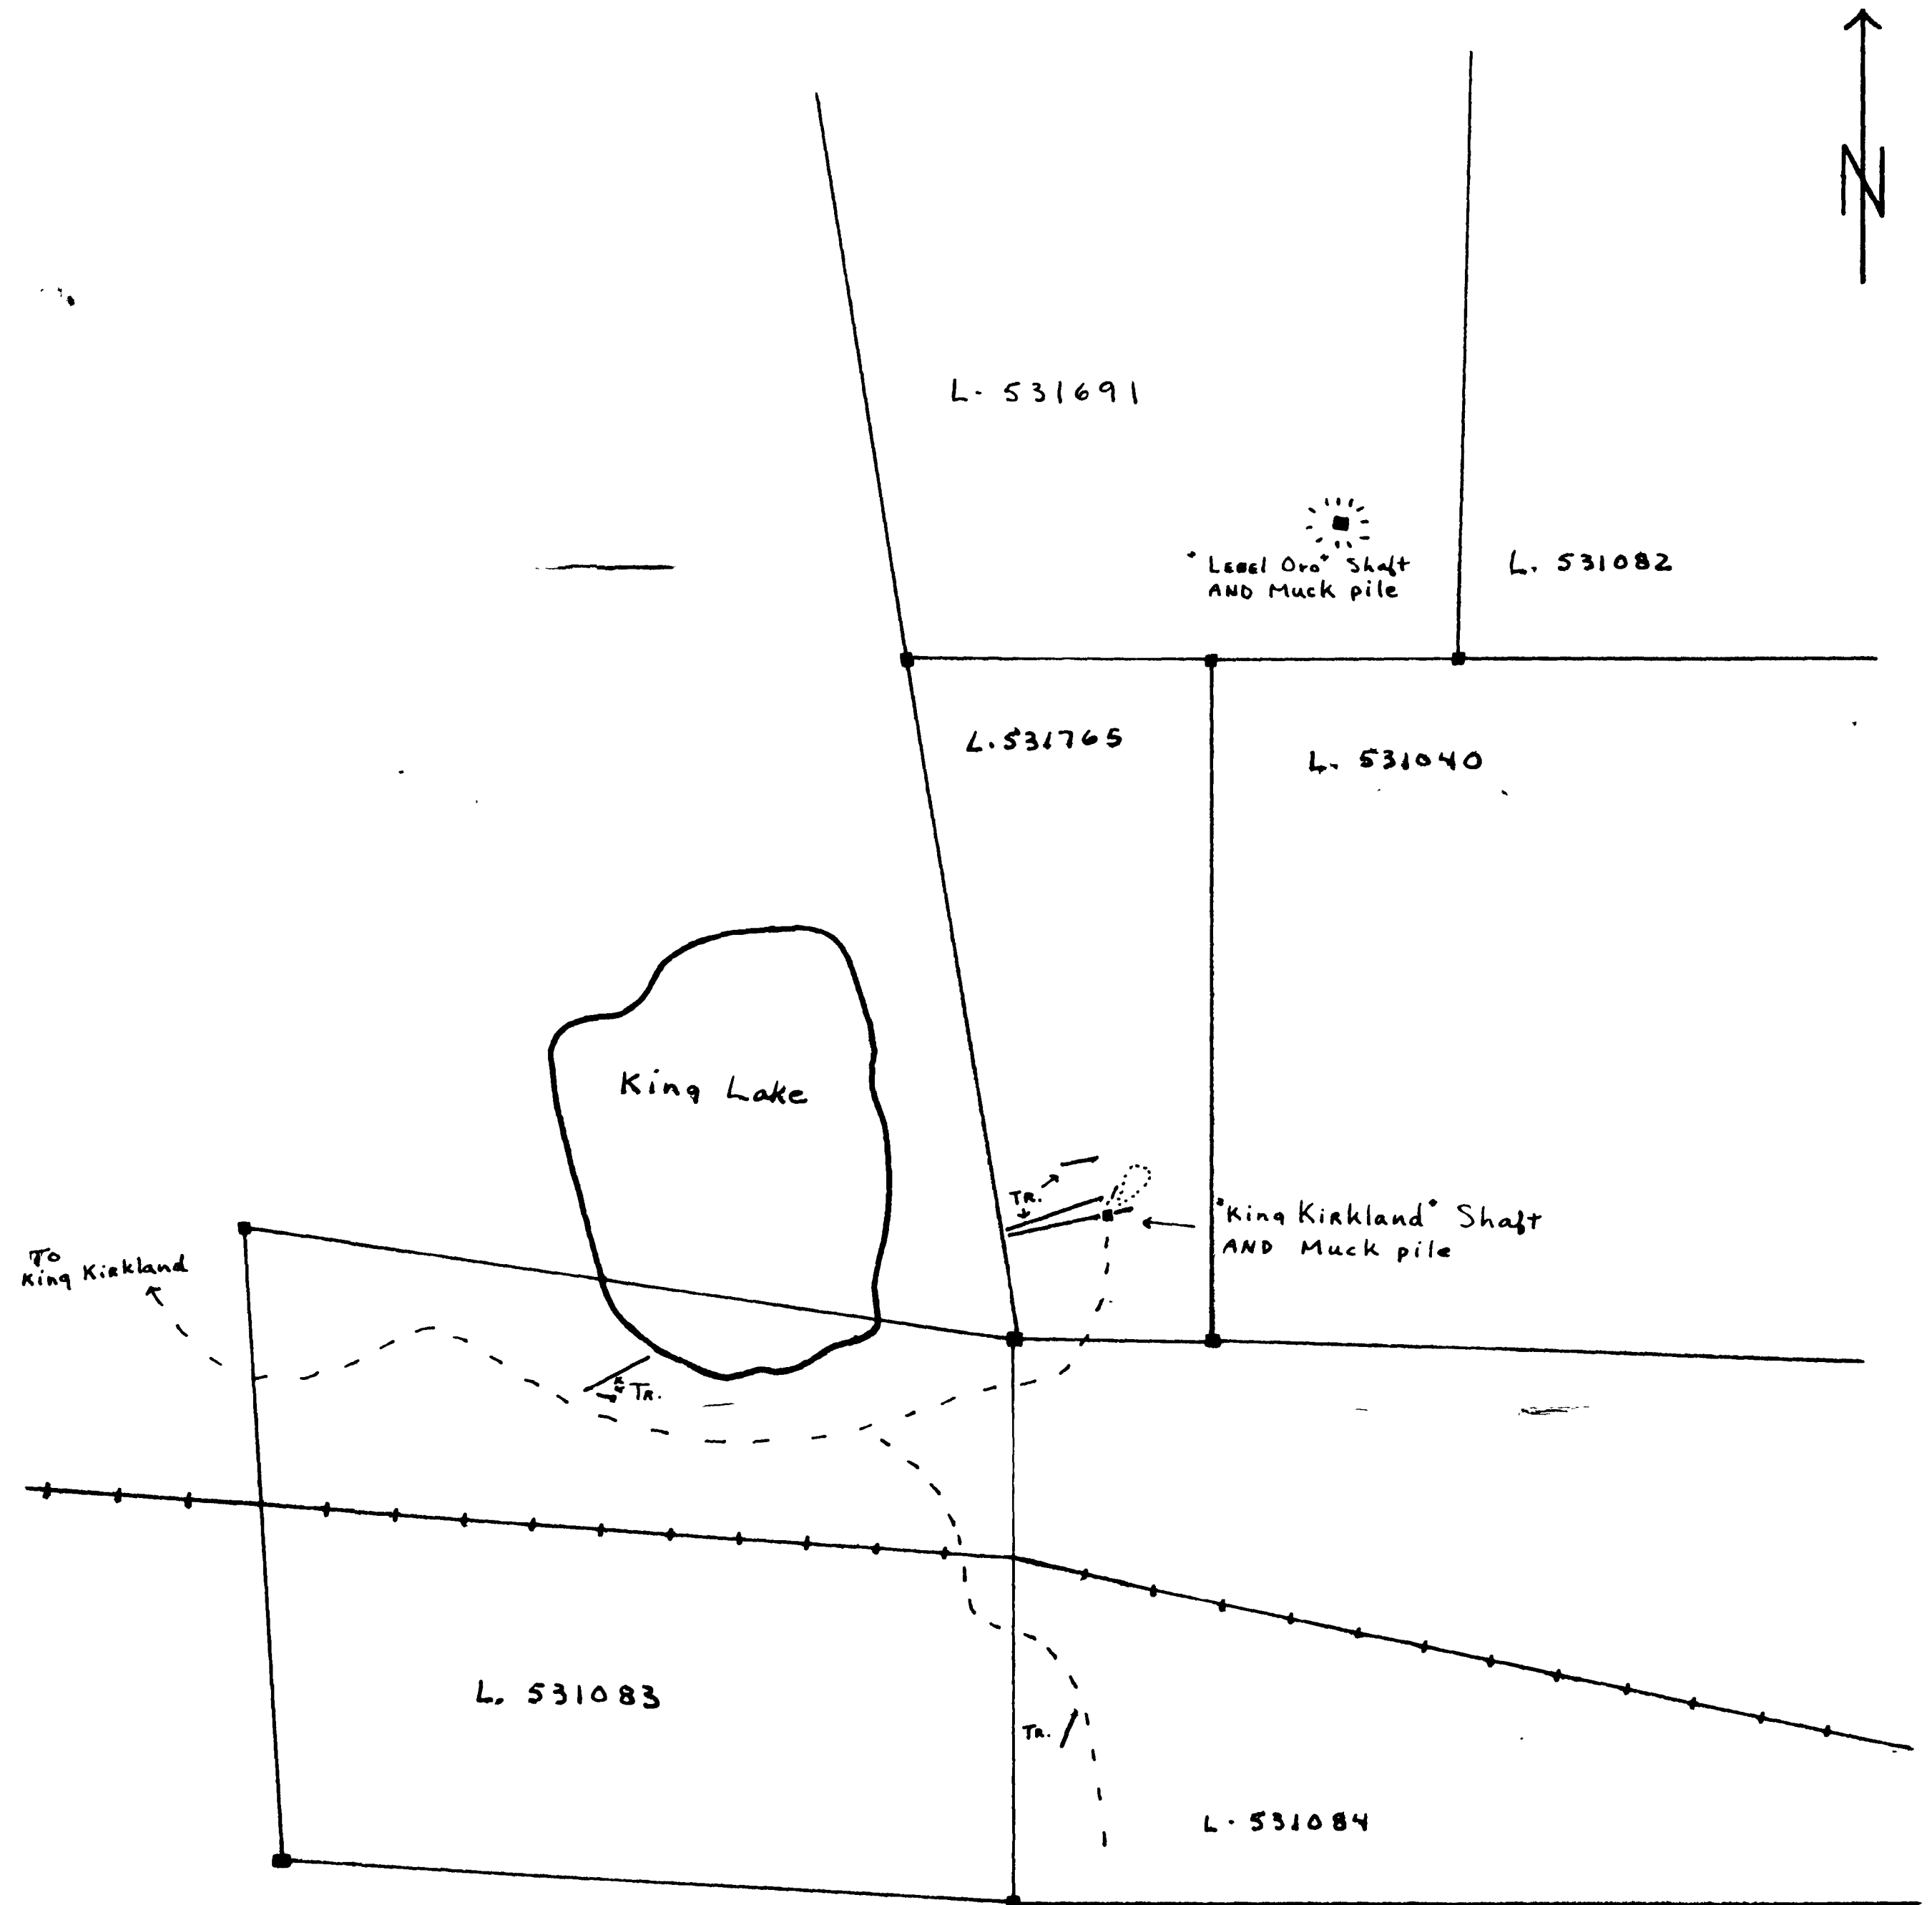 N
L. 531691
"Lebel Oro" Shaft
AND Muck pile
L. 531082
L. 531765
L. 531040
King Lake
TR.
"King Kirkland" Shaft
AND Muck pile
To
King Kirkland
TR.
L. 531083
TR.
L. 531084